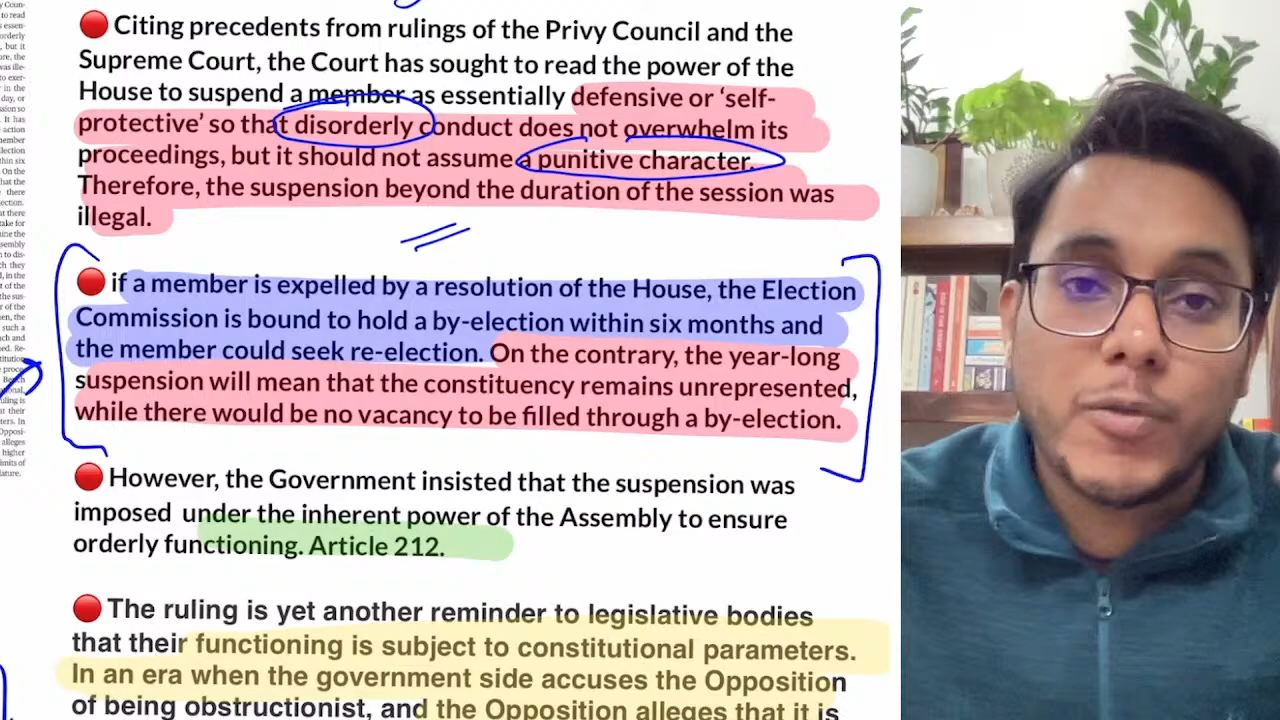 Citing precedents from rulings of the Privy Council and the
Supreme Court, the Court has sought to read the power of the
House to suspend a member as essentially defensive or ‘self-
protective’ so that disorderly conduct does not overwhelm its
proceedings, but it should not assume a punitive character.
Therefore, the suspension beyond the duration of the session was
illegal.
if a member is expelled by a resolution of the House, the Election
Commission is bound to hold a by-election within six months and
the member could seek re-election. On the contrary, the year-long
suspension will mean that the constituency remains unrepresented,
while there would be no vacancy to be filled through a by-election.
However, the Government insisted that the suspension was
imposed under the inherent power of the Assembly to ensure
orderly functioning. Article 212.
The ruling is yet another reminder to legislative bodies
that their functioning is subject to constitutional parameters.
In an era when the government side accuses the Opposition
of being obstructionist, and the Opposition alleges that it is